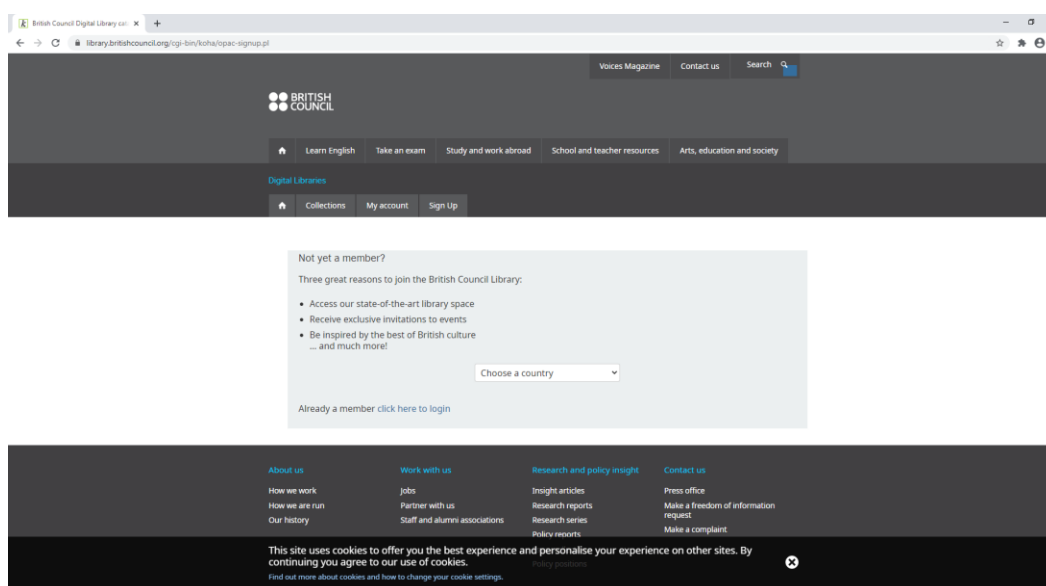 British Council Digital Library cat
library.britishcouncil.org/cgi-bin/koha/opac-signup.pl
Voices Magazine Contact us Search
BRITISH
COUNCIL
Learn English Take an exam Study and work abroad School and teacher resources Arts, education and society
Digital Libraries
Collections My account Sign Up
Not yet a member?
Three great reasons to join the British Council Library:
• Access our state-of-the-art library space
• Receive exclusive invitations to events
• Be inspired by the best of British culture
... and much more!
Choose a country
Already a member click here to login
About us Work with us Research and policy insight Contact us
How we work Jobs Insight articles Press office
How we are run Partner with us Research reports Make a freedom of information
request
Our history Staff and alumni associations Research series
Make a complaint
Policy reports
This site uses cookies to offer you the best experience and personalise your experience on other sites. By
continuing you agree to our use of cookies.
Policy positions
Find out more about cookies and how to change your cookie settings.